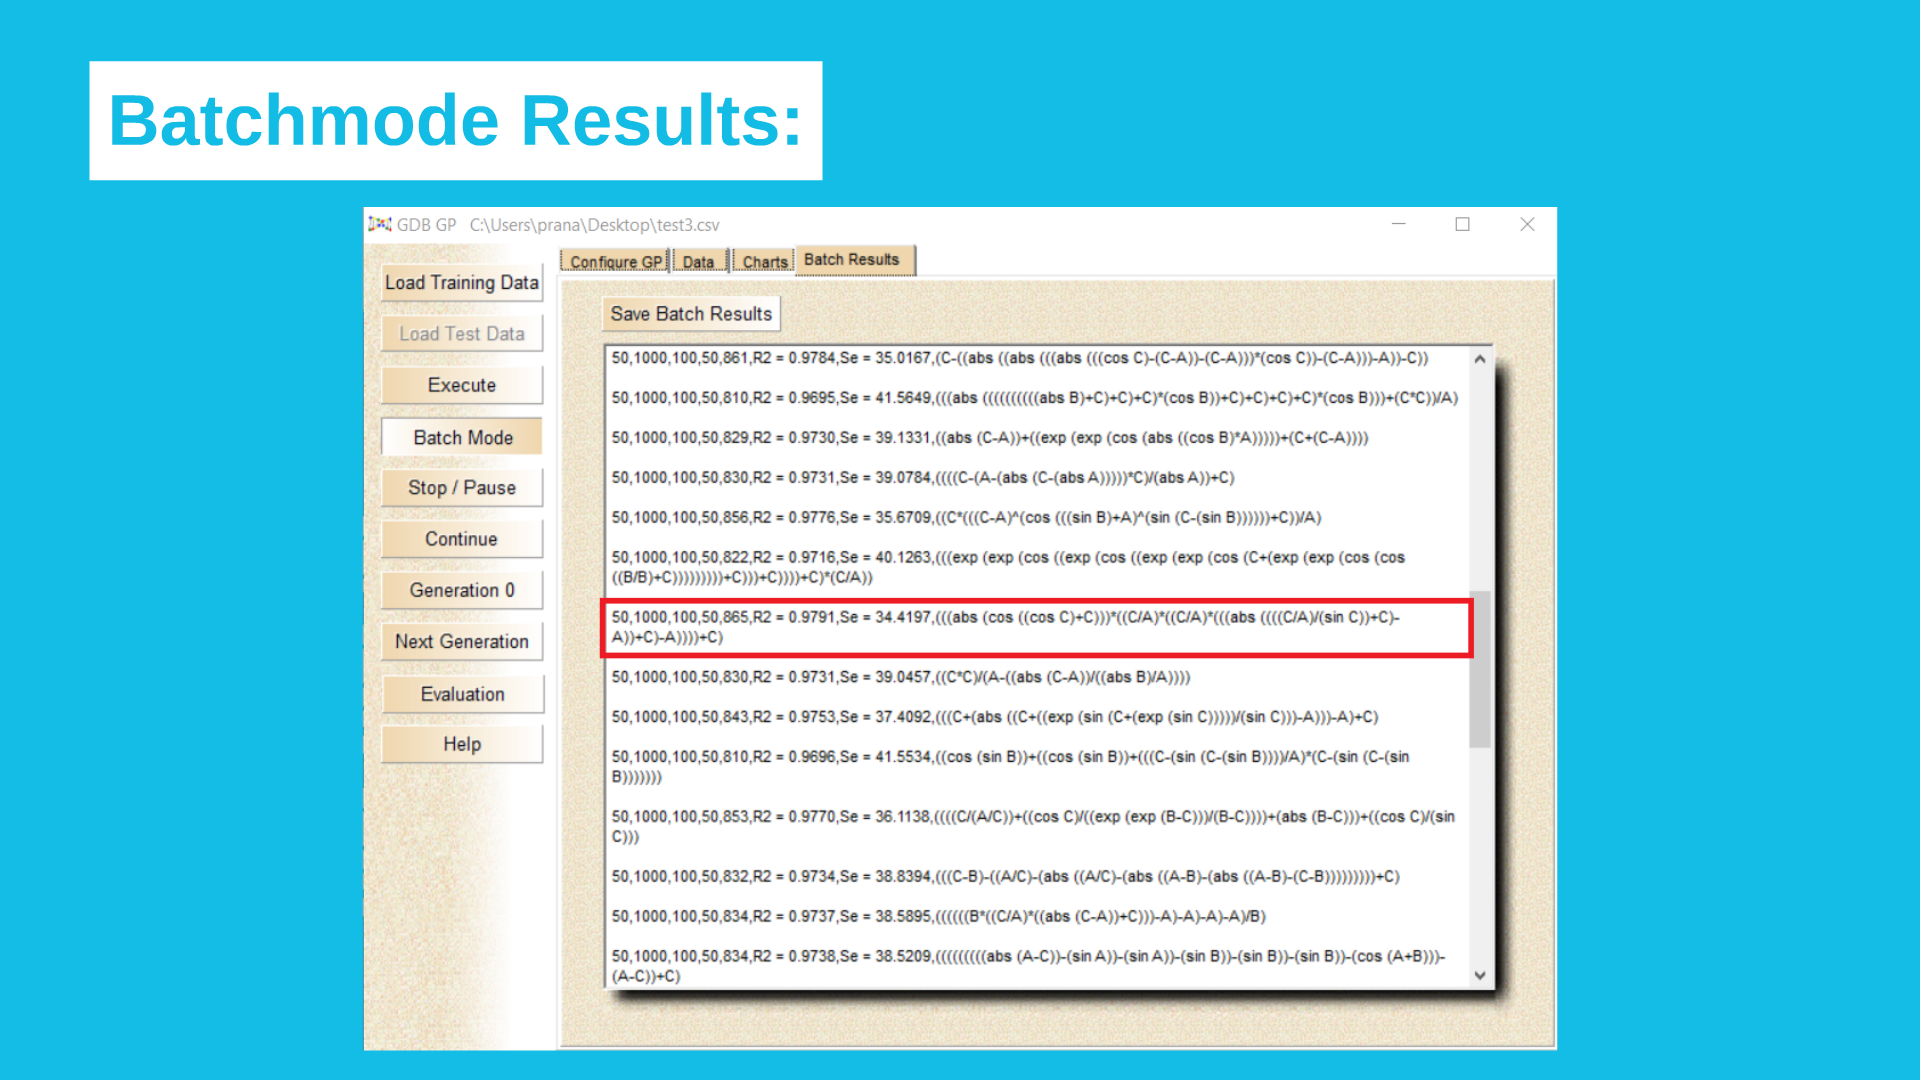 Batchmode Results:
GDB GP C:\Users\prana\Desktop\test3.csv
Configure GP Data Charts Batch Results
Load Training Data
Load Test Data
Execute
Batch Mode
Stop / Pause
Continue
Generation 0
Next Generation
Evaluation
Help
Save Batch Results
50,1000,100,50,861,R2 = 0.9784,Se = 35.0167,(C-((abs ((abs (((abs (((cos C)-(C-A))-(C-A)))*(cos C))-(C-A)))-A))-C))
50,1000,100,50,810,R2 = 0.9695,Se = 41.5649,(((abs ((((((((((abs B)+C)+C)+C)*(cos B))+C)+C)+C)+C)*(cos B)))+(C*C))/A)
50,1000,100,50,829,R2 = 0.9730,Se = 39.1331,((abs (C-A))+((exp (exp (cos (abs ((cos B)*A)))))+(C+(C-A))))
50,1000,100,50,830,R2 = 0.9731,Se = 39.0784,((((C-(A-(abs (C-(abs A)))))*C)/(abs A))+C)
50,1000,100,50,856,R2 = 0.9776,Se = 35.6709,((C*(((C-A)^(cos (((sin B)+A)^(sin (C-(sin B))))))+C))/A)
50,1000,100,50,822,R2 = 0.9716,Se = 40.1263,(((exp (exp (cos ((exp (cos ((exp (exp (cos (C+(exp (exp (cos (cos
((B/B)+C)))))))))+C)))+C))))+C)*(C/A))
50,1000,100,50,865,R2 = 0.9791,Se = 34.4197,(((abs (cos ((cos C)+C)))*((C/A)*((C/A)*(((abs ((((C/A)/(sin C))+C)-
A))+C)-A))))+C)
50,1000,100,50,830,R2 = 0.9731,Se = 39.0457,((C*C)/(A-((abs (C-A))/((abs B)/A))))
50,1000,100,50,843,R2 = 0.9753,Se = 37.4092,(((C+(abs ((C+((exp (sin (C+(exp (sin C)))))/(sin C)))-A)))-A)+C)
50,1000,100,50,810,R2 = 0.9696,Se = 41.5534,((cos (sin B))+((cos (sin B))+(((C-(sin (C-(sin B))))/A)*(C-(sin (C-(sin
B)))))))
50,1000,100,50,853,R2 = 0.9770,Se = 36.1138,((((C/(A/C))+((cos C)/((exp (exp (B-C)))/(B-C))))+(abs (B-C)))+((cos C)/(sin
C)))
50,1000,100,50,832,R2 = 0.9734,Se = 38.8394,(((C-B)-((A/C)-(abs ((A/C)-(abs ((A-B)-(abs ((A-B)-(C-B)))))))))+C)
50,1000,100,50,834,R2 = 0.9737,Se = 38.5895,((((((B*((C/A)*((abs (C-A))+C)))-A)-A)-A)-A)/B)
50,1000,100,50,834,R2 = 0.9738,Se = 38.5209,(((((((((abs (A-C))-(sin A))-(sin A))-(sin B))-(sin B))-(sin B))-(cos (A+B)))-
(A-C))+C)